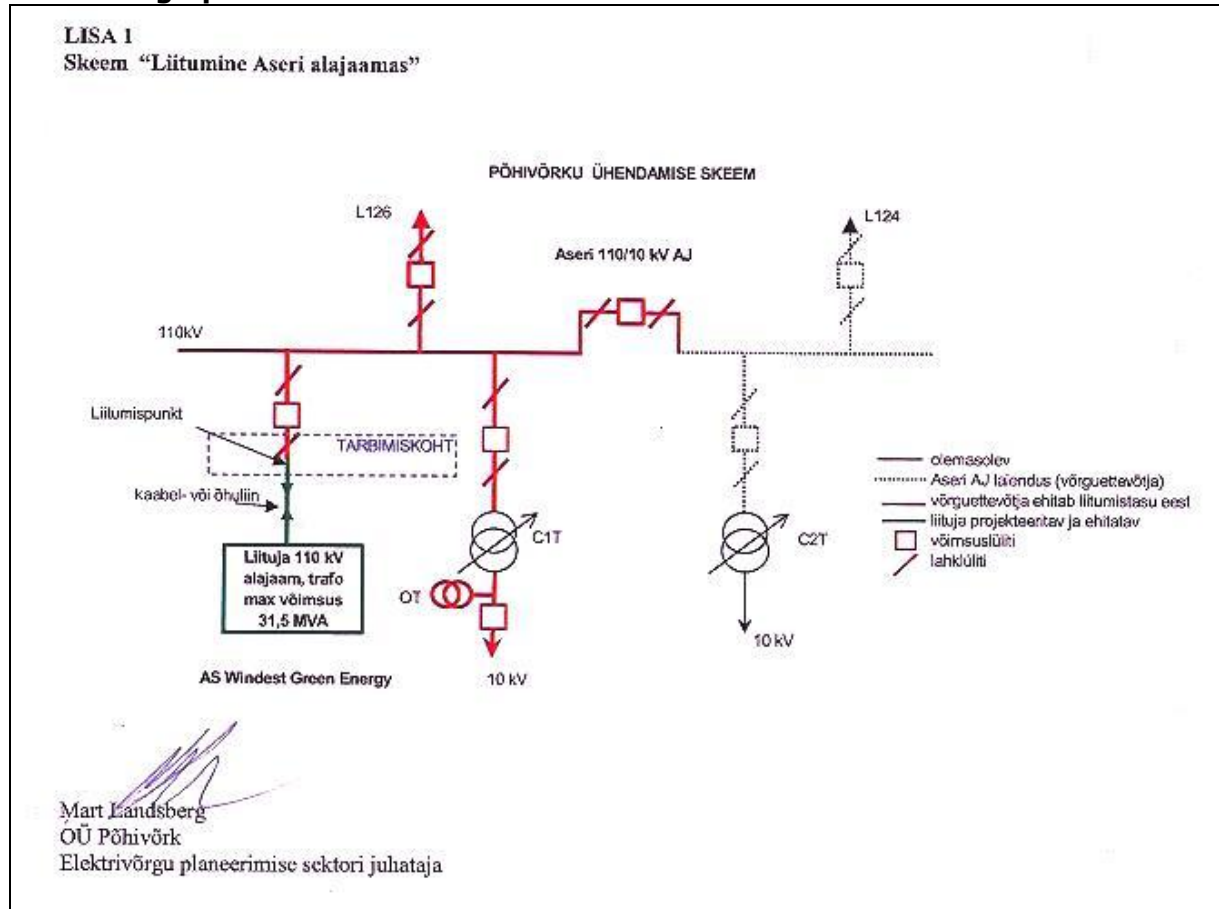 LISA 1
Skeem “Liitumine Aseri alajaamas”
PÕHIVÕRKU ÜHENDAMISE SKEEM
L126
L124
Aseri 110/10 kV AJ
110kV
Liitumispunkt
TARBIMISKOHT
kaabel- või õhuliin
olemasolev
Aseri AJ laiendus (võrguettevõtja)
võrguettevõtja ehitab liitumistasu eest
liituja projekteeritav ja ehitatav
võimsuslüliti
lahklüliti
C1T
C2T
Liituja 110 kV
alajaam, trafo
max võimsus
31,5 MVA
OT
10 kV
AS Windest Green Energy
10 kV
Mart Landsberg
OÜ Põhivõrk
Elektrivõrgu planeerimise sektori juhataja